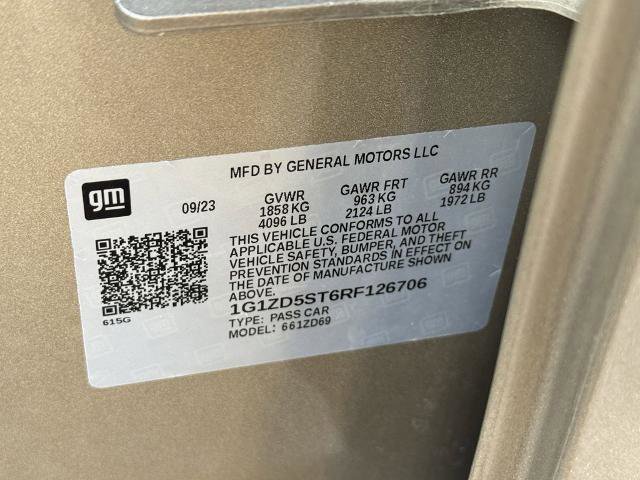 MFD BY GENERAL MOTORS LLC
gm
09/23
GVWR
1858 KG
4096 LB
GAWR FRT
963 KG
2124 LB
GAWR RR
894 KG
1972 LB
THIS VEHICLE CONFORMS TO ALL
APPLICABLE U.S. FEDERAL MOTOR
VEHICLE SAFETY, BUMPER, AND THEFT
PREVENTION STANDARDS IN EFFECT ON
THE DATE OF MANUFACTURE SHOWN
ABOVE.
1G1ZD5ST6RF126706
TYPE: PASS CAR
MODEL: 661ZD69
615G